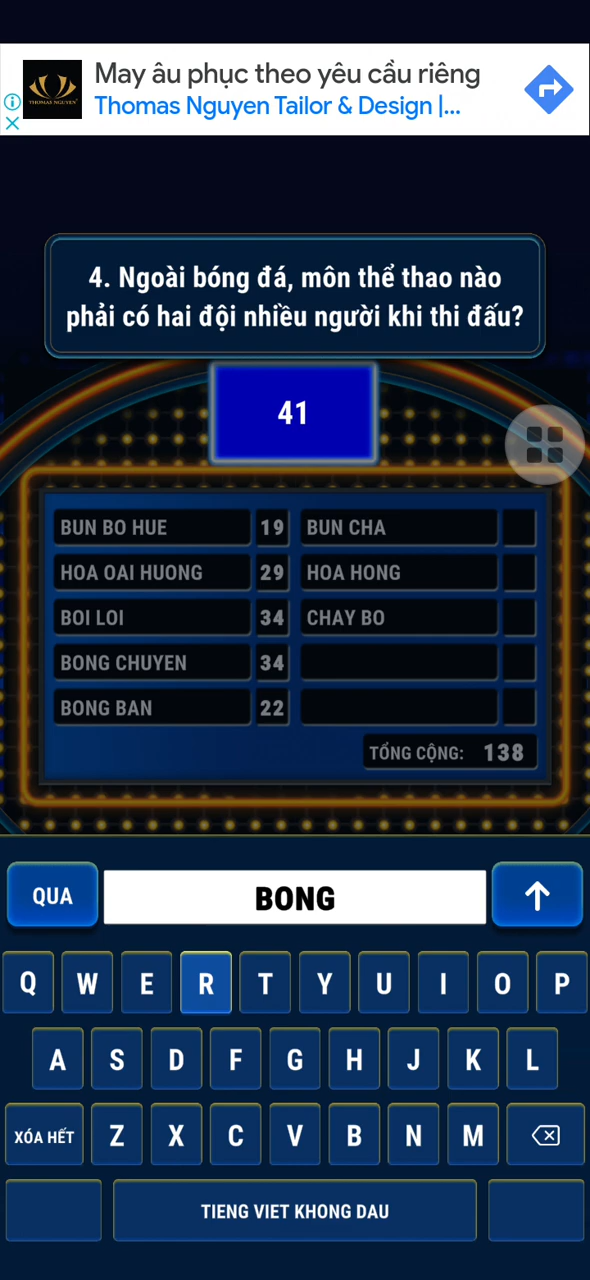 May âu phục theo yêu cầu riêng
THOMAS NGUYEN
Thomas Nguyen Tailor & Design |...
4. Ngoài bóng đá, môn thể thao nào
phải có hai đội nhiều người khi thi đấu?
41
BUN BO HUE 19 BUN CHA
HOA OAI HUONG 29 HOA HONG
BOI LOI 34 CHAY BO
BONG CHUYEN 34
BONG BAN 22
TỔNG CỘNG: 138
QUA BONG
Q W E R T Y U I O P
A S D F G H J K L
XÓA HẾT Z X C V B N M
TIENG VIET KHONG DAU